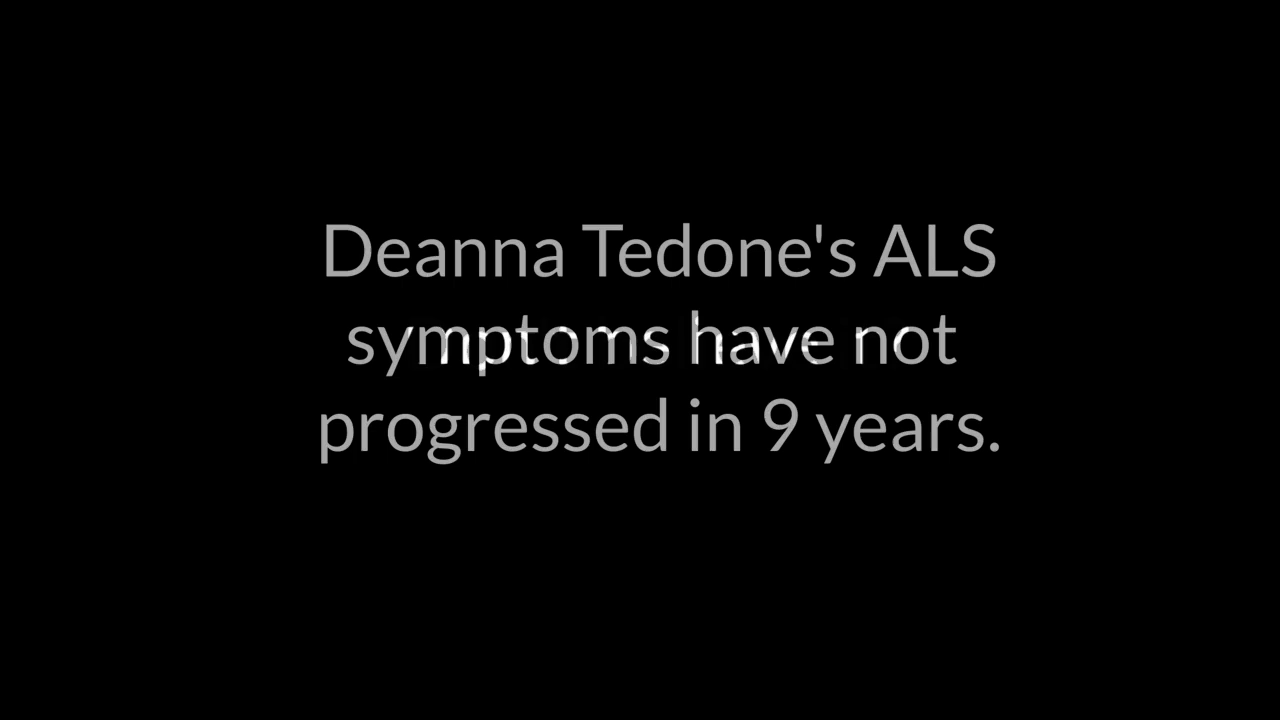 Deanna Tedone's ALS
symptoms have not
progressed in 9 years.